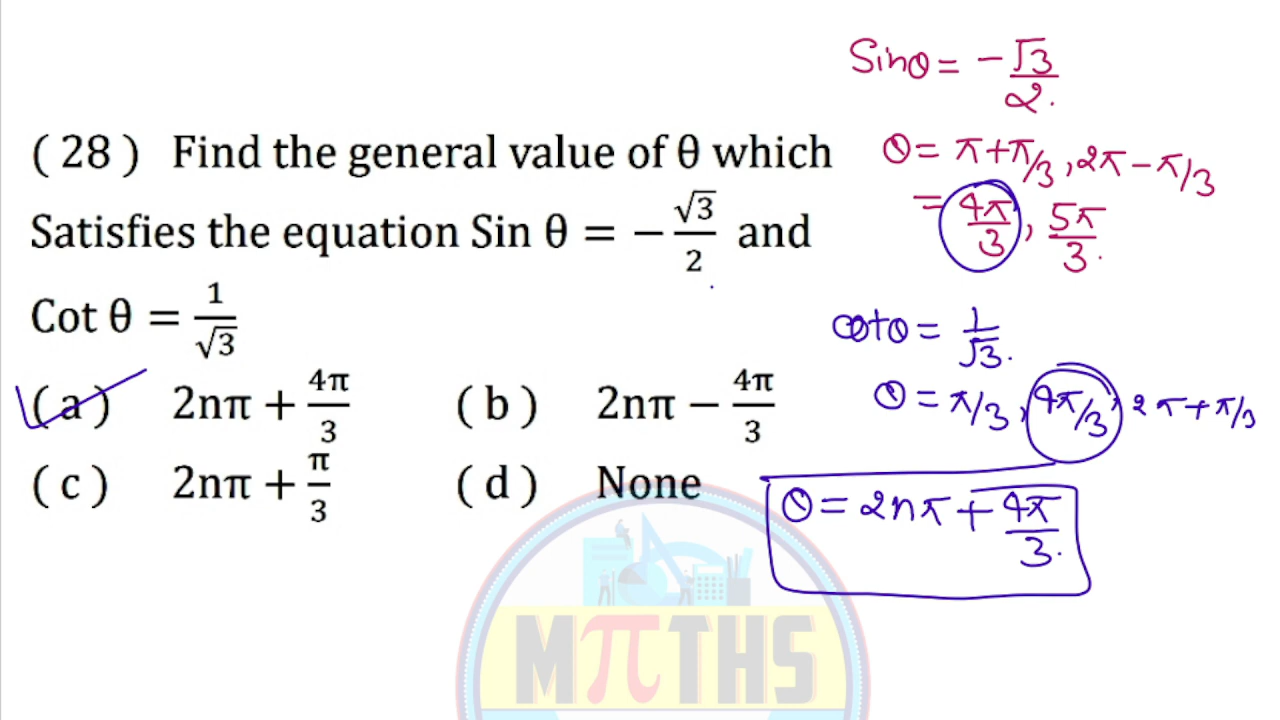 ( 28 ) Find the general value of θ which
Satisfies the equation Sin θ = −√3/2 and
Cot θ = 1/√3
(a) 2nπ + 4π/3 (b) 2nπ − 4π/3
(c) 2nπ + π/3 (d) None
Sinθ = −√3/2.
θ = π+π/3, 2π−π/3
= 4π/3, 5π/3.
cotθ = 1/√3.
θ = π/3, 4π/3, 2π+π/3
θ = 2nπ + 4π/3.
MπTHS